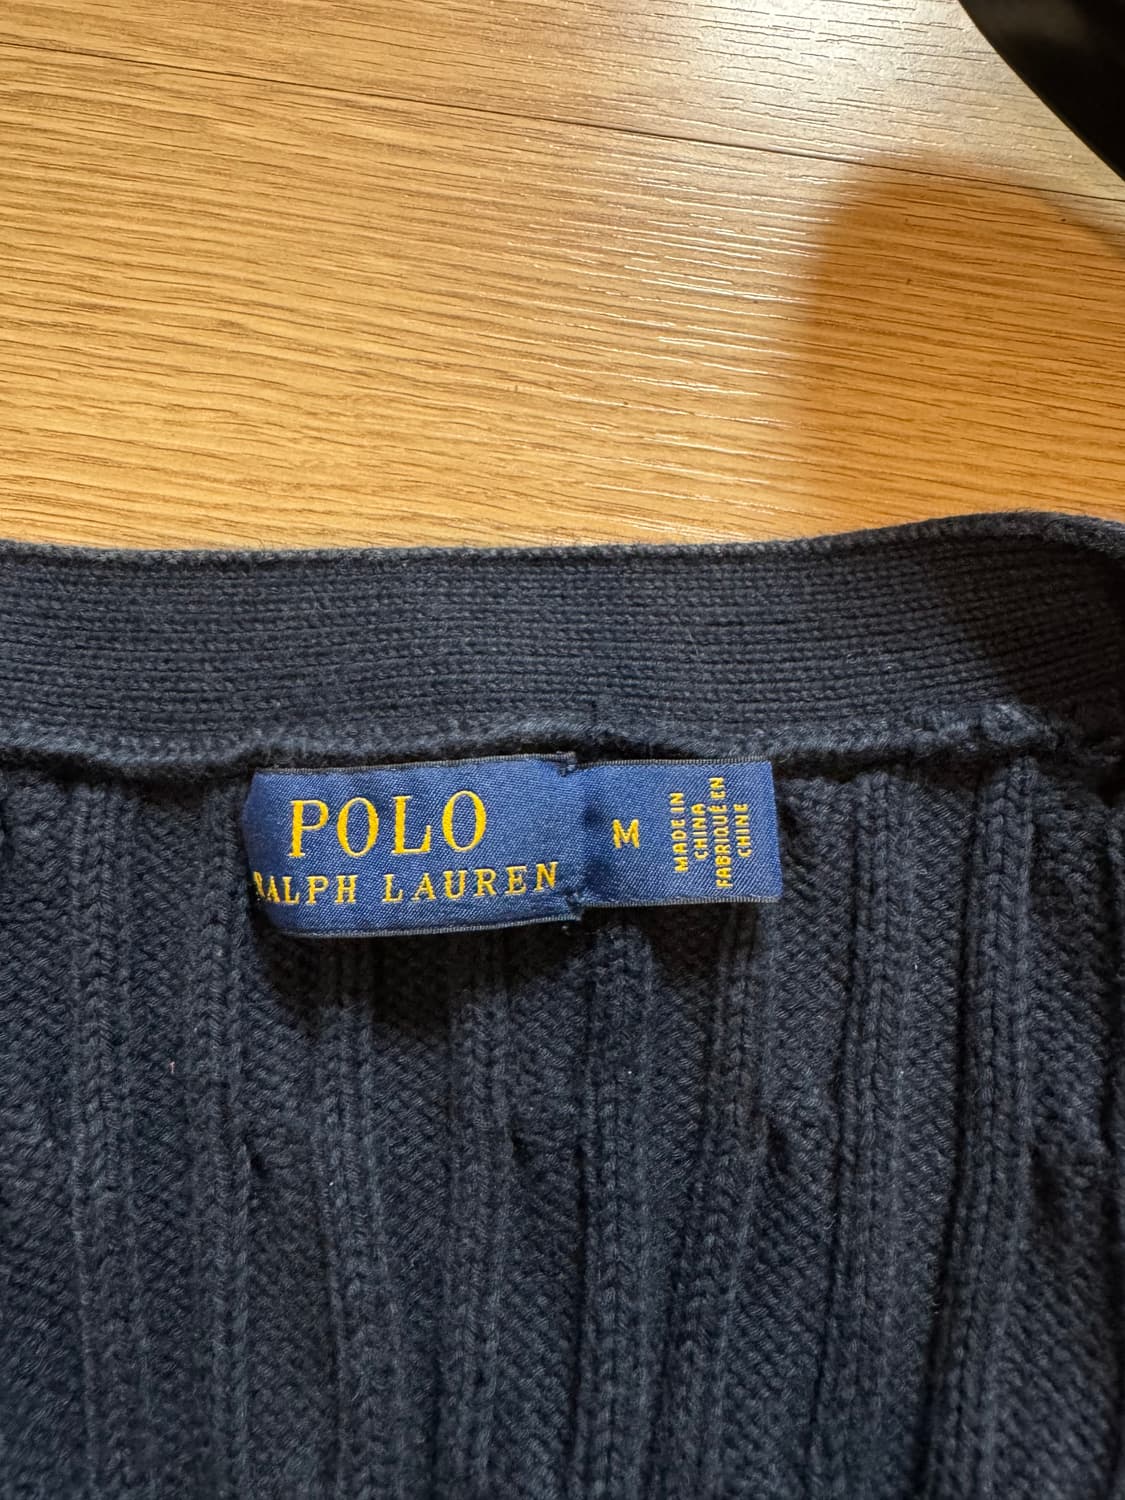 POLO
RALPH LAUREN
M
MADE IN
CHINA
FABRIQUÉ EN
CHINE